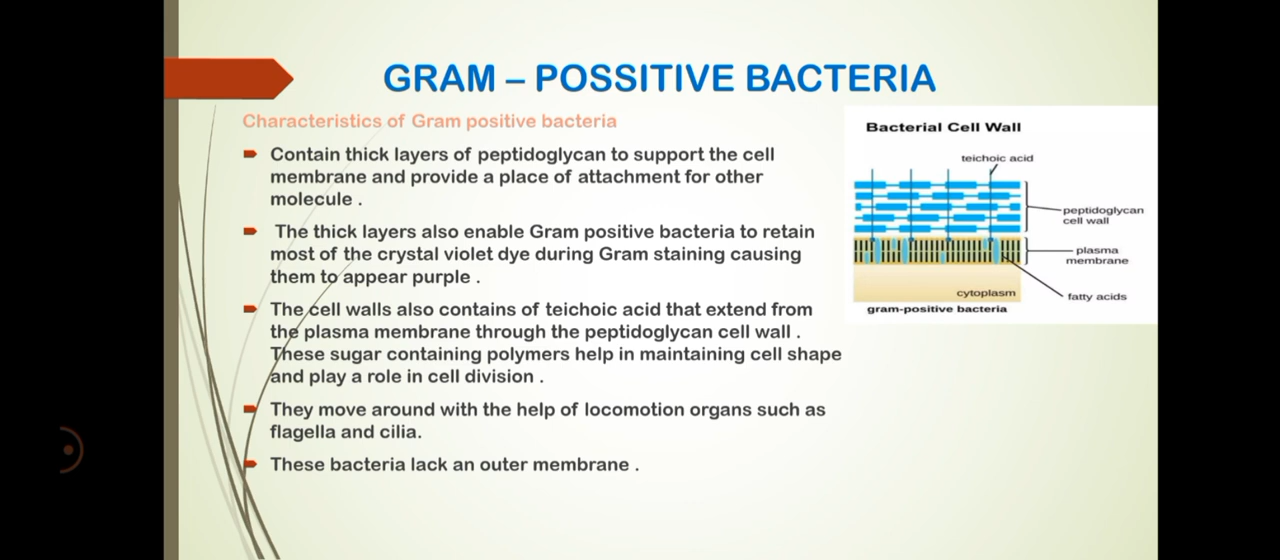 GRAM – POSSITIVE BACTERIA
Characteristics of Gram positive bacteria
Contain thick layers of peptidoglycan to support the cell
membrane and provide a place of attachment for other
molecule .
The thick layers also enable Gram positive bacteria to retain
most of the crystal violet dye during Gram staining causing
them to appear purple .
The cell walls also contains of teichoic acid that extend from
the plasma membrane through the peptidoglycan cell wall .
These sugar containing polymers help in maintaining cell shape
and play a role in cell division .
They move around with the help of locomotion organs such as
flagella and cilia.
These bacteria lack an outer membrane .
Bacterial Cell Wall
teichoic acid
peptidoglycan
cell wall
plasma
membrane
fatty acids
cytoplasm
gram-positive bacteria